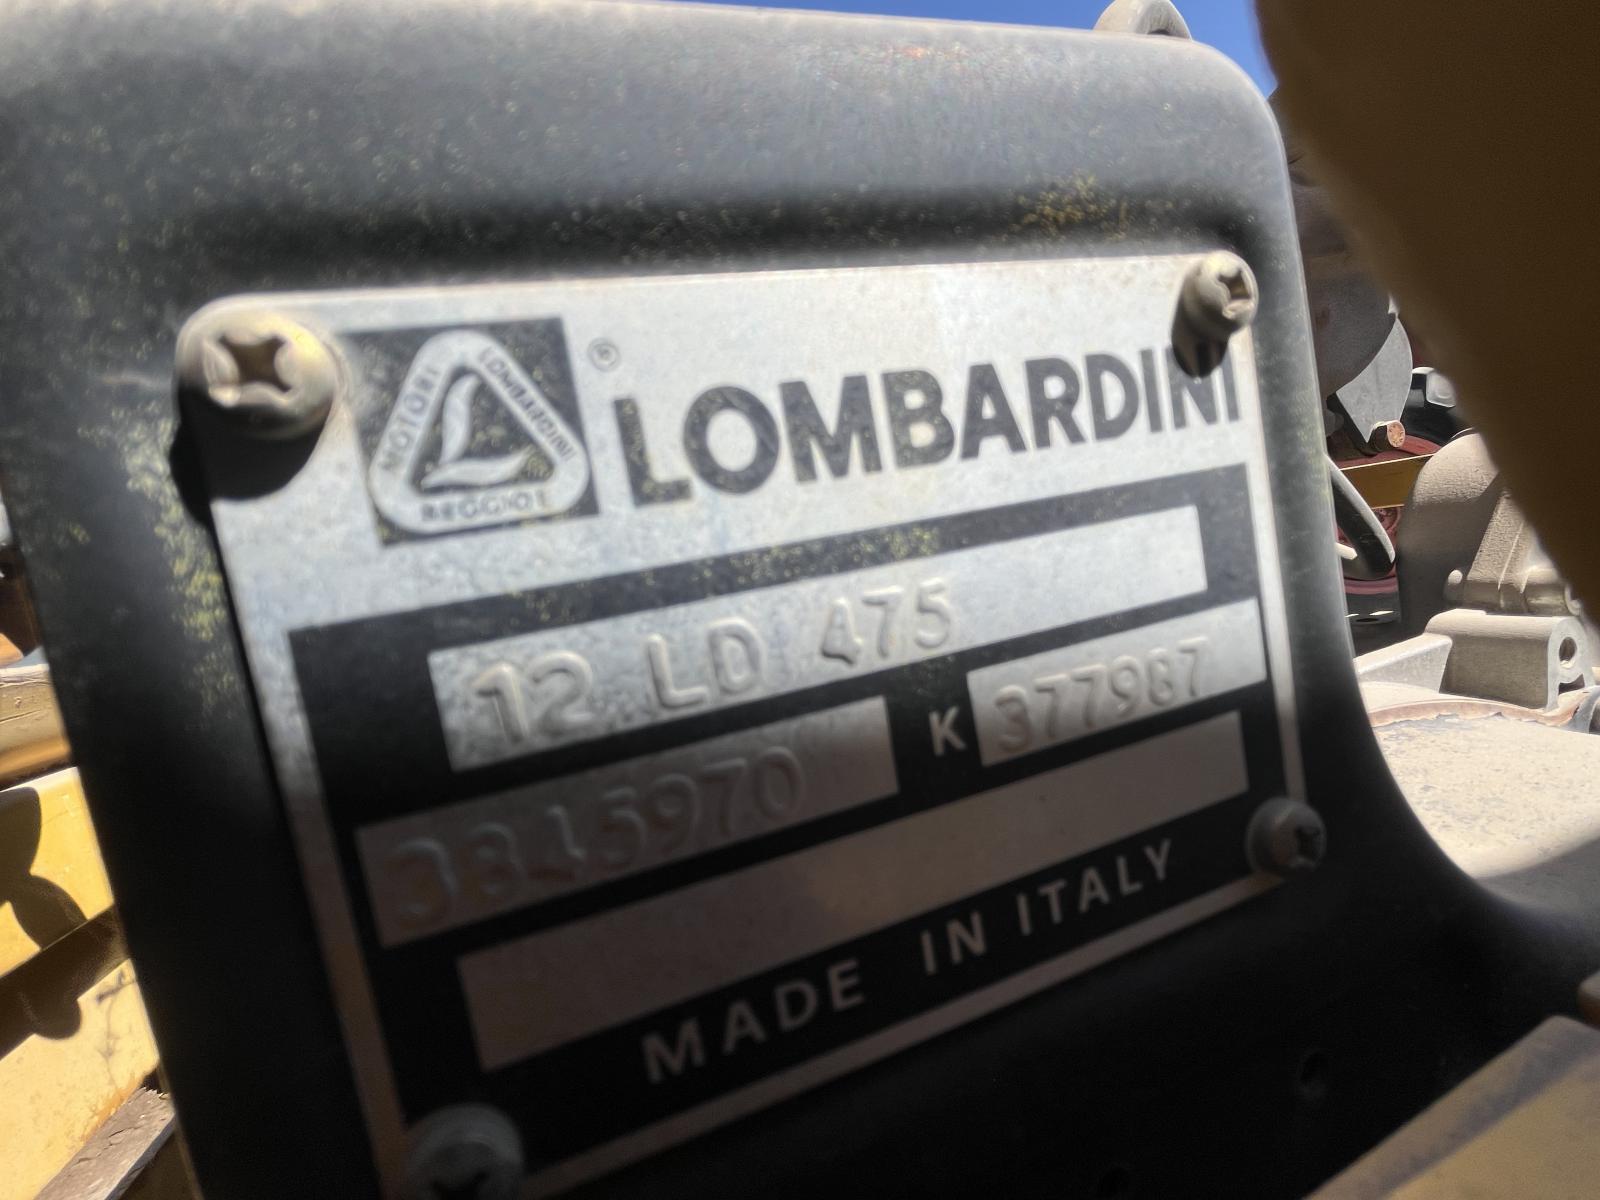 MOTORI LOMBARDINI REGGIO E
® LOMBARDINI
12 LD 475
3845970 K 377987
MADE IN ITALY